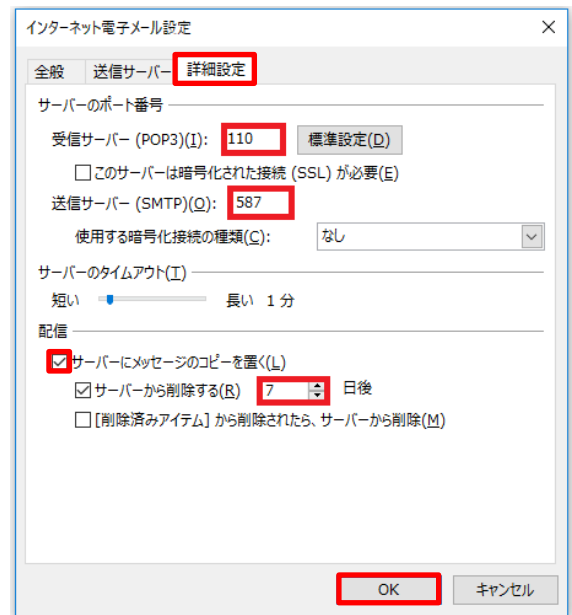 インターネット電子メール設定
全般 送信サーバー 詳細設定
サーバーのポート番号
受信サーバー (POP3)(I): 110 標準設定(D)
このサーバーは暗号化された接続 (SSL) が必要(E)
送信サーバー (SMTP)(O): 587
使用する暗号化接続の種類(C): なし
サーバーのタイムアウト(T)
短い 長い 1 分
配信
サーバーにメッセージのコピーを置く(L)
サーバーから削除する(R) 7 日後
[削除済みアイテム] から削除されたら、サーバーから削除(M)
OK キャンセル